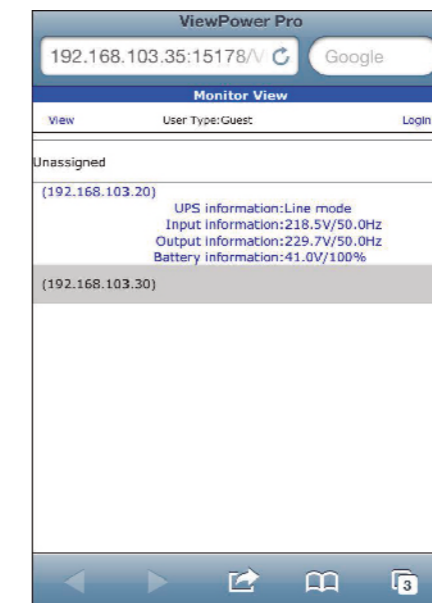 ViewPower Pro
192.168.103.35:15178/V Google
Monitor View
View User Type:Guest Login
Unassigned
(192.168.103.20)
UPS information:Line mode
Input information:218.5V/50.0Hz
Output information:229.7V/50.0Hz
Battery information:41.0V/100%
(192.168.103.30)
3